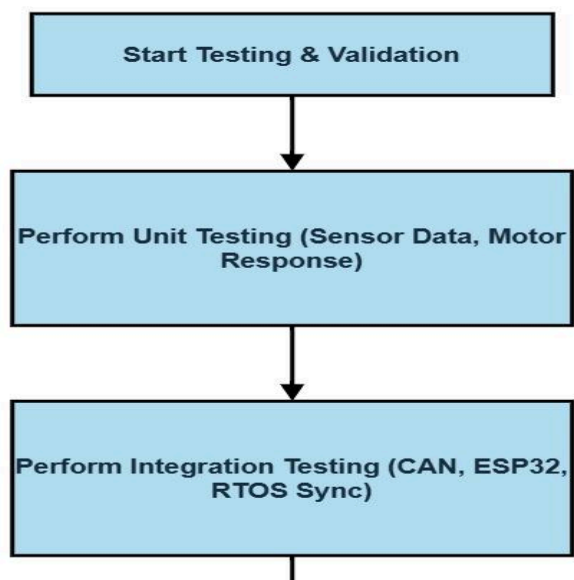 Start Testing & Validation
Perform Unit Testing (Sensor Data, Motor
Response)
Perform Integration Testing (CAN, ESP32,
RTOS Sync)